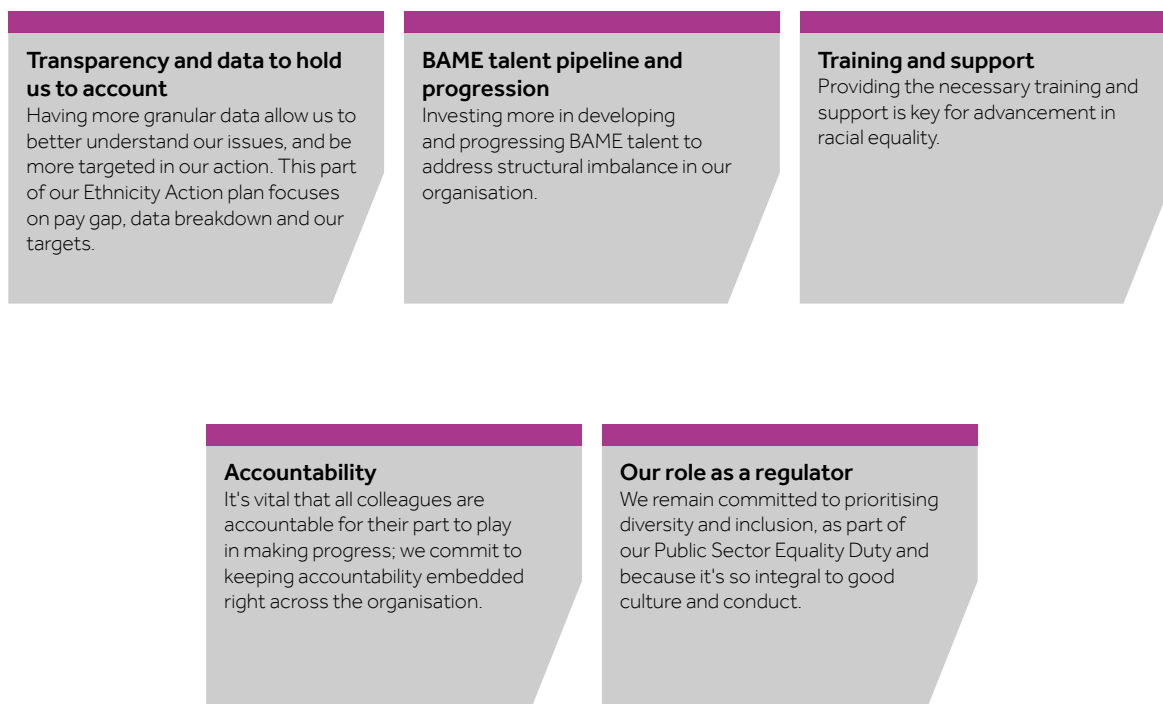 Transparency and data to hold
us to account
Having more granular data allow us to
better understand our issues, and be
more targeted in our action. This part
of our Ethnicity Action plan focuses
on pay gap, data breakdown and our
targets.
BAME talent pipeline and
progression
Investing more in developing
and progressing BAME talent to
address structural imbalance in our
organisation.
Training and support
Providing the necessary training and
support is key for advancement in
racial equality.
Accountability
It's vital that all colleagues are
accountable for their part to play
in making progress; we commit to
keeping accountability embedded
right across the organisation.
Our role as a regulator
We remain committed to prioritising
diversity and inclusion, as part of
our Public Sector Equality Duty and
because it's so integral to good
culture and conduct.